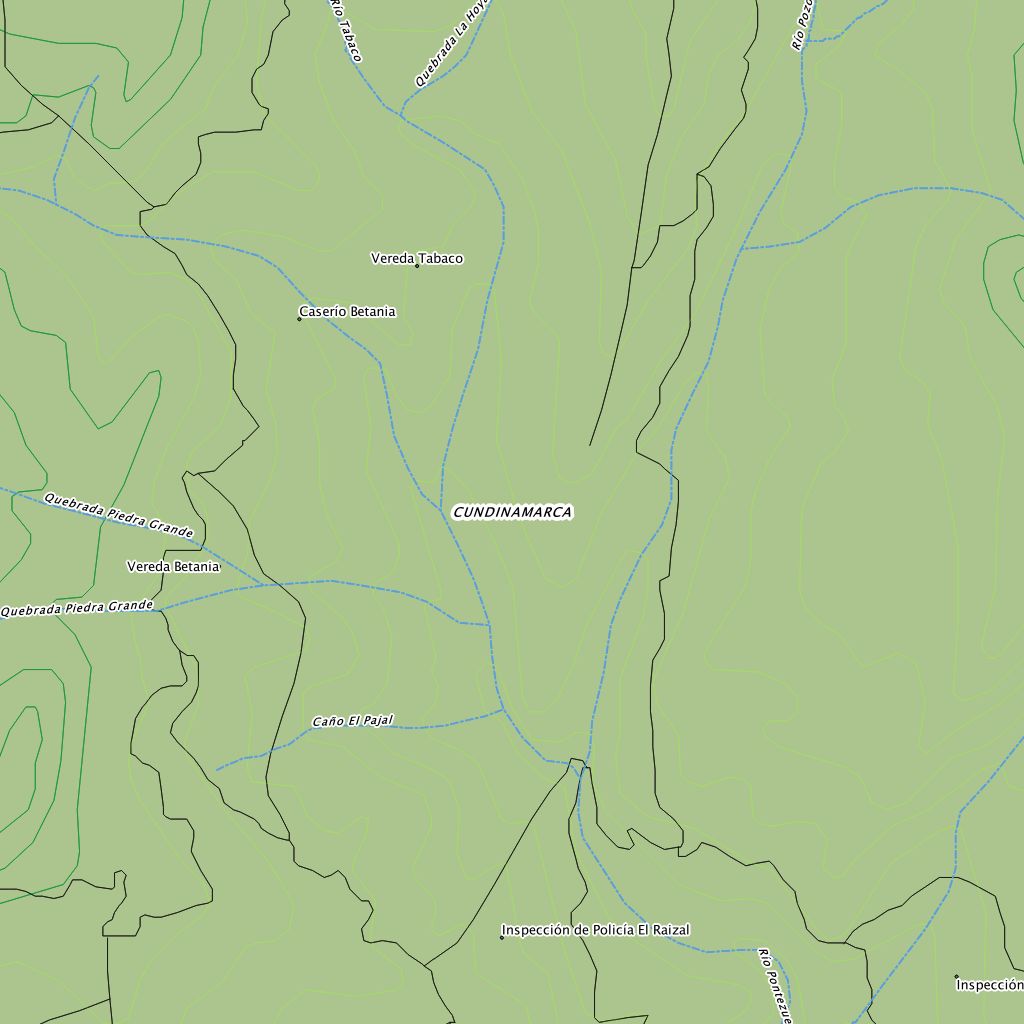 Río Tabaco
Quebrada La Hoya
Río Pozo
Vereda Tabaco
Caserío Betania
Quebrada Piedra Grande
CUNDINAMARCA
Vereda Betania
Quebrada Piedra Grande
Caño El Pajal
Inspección de Policía El Raizal
Río Pontezue
Inspección